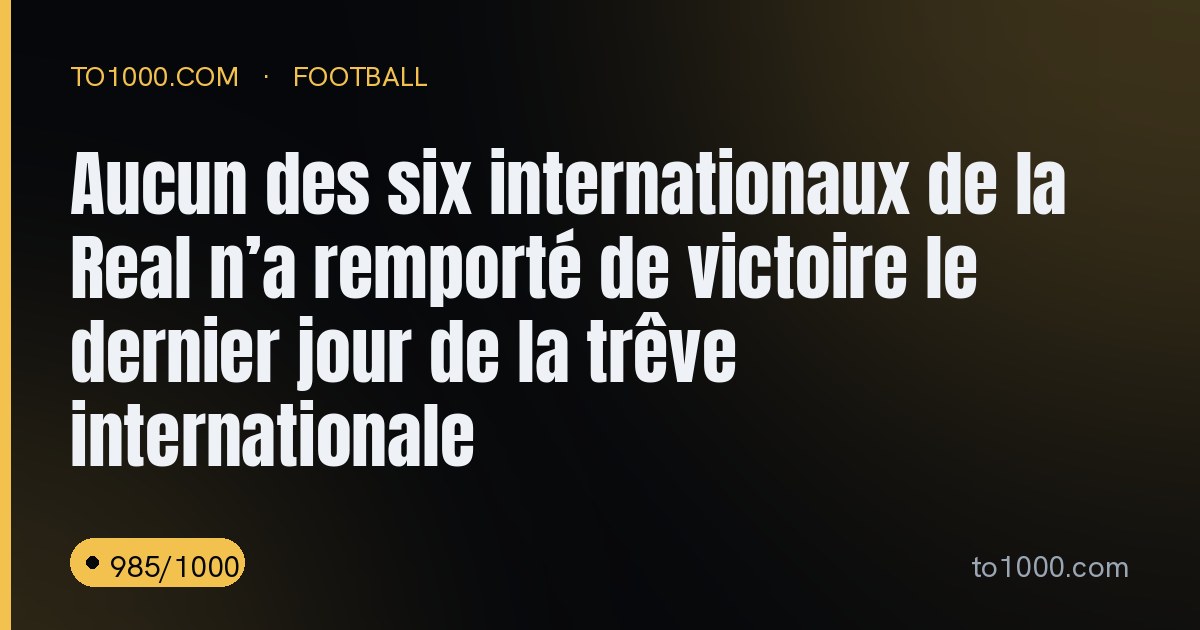 TO1000.COM · FOOTBALL
Aucun des six internationaux de la
Real n’a remporté de victoire le
dernier jour de la trêve
internationale
985/1000
to1000.com